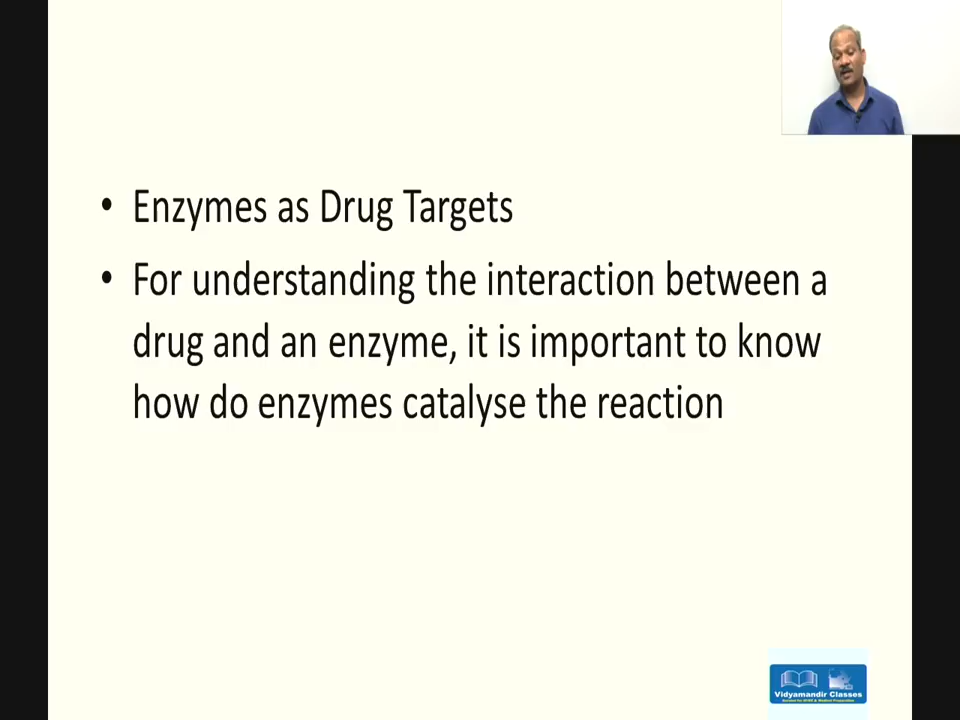 • Enzymes as Drug Targets
• For understanding the interaction between a
drug and an enzyme, it is important to know
how do enzymes catalyse the reaction
Vidyamandir Classes